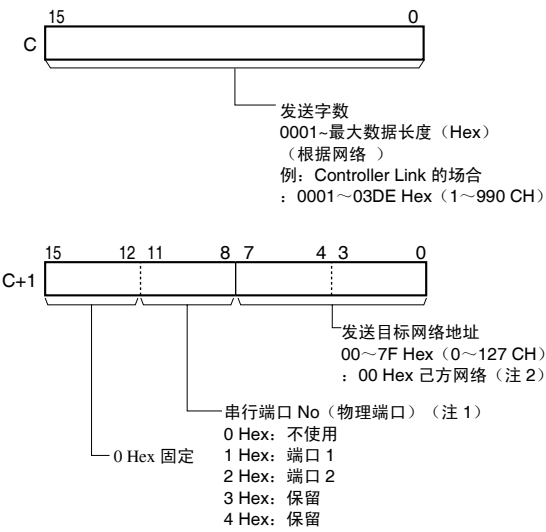 15 0
C
发送字数
0001~最大数据长度（Hex）
（根据网络 ）
例：Controller Link 的场合
：0001～03DE Hex（1～990 CH）
15 12 11 8 7 4 3 0
C+1
发送目标网络地址
00～7F Hex（0～127 CH）
：00 Hex 己方网络（注 2）
串行端口 No（物理端口）（注 1）
0 Hex：不使用
0 Hex 固定
1 Hex：端口 1
2 Hex：端口 2
3 Hex：保留
4 Hex：保留